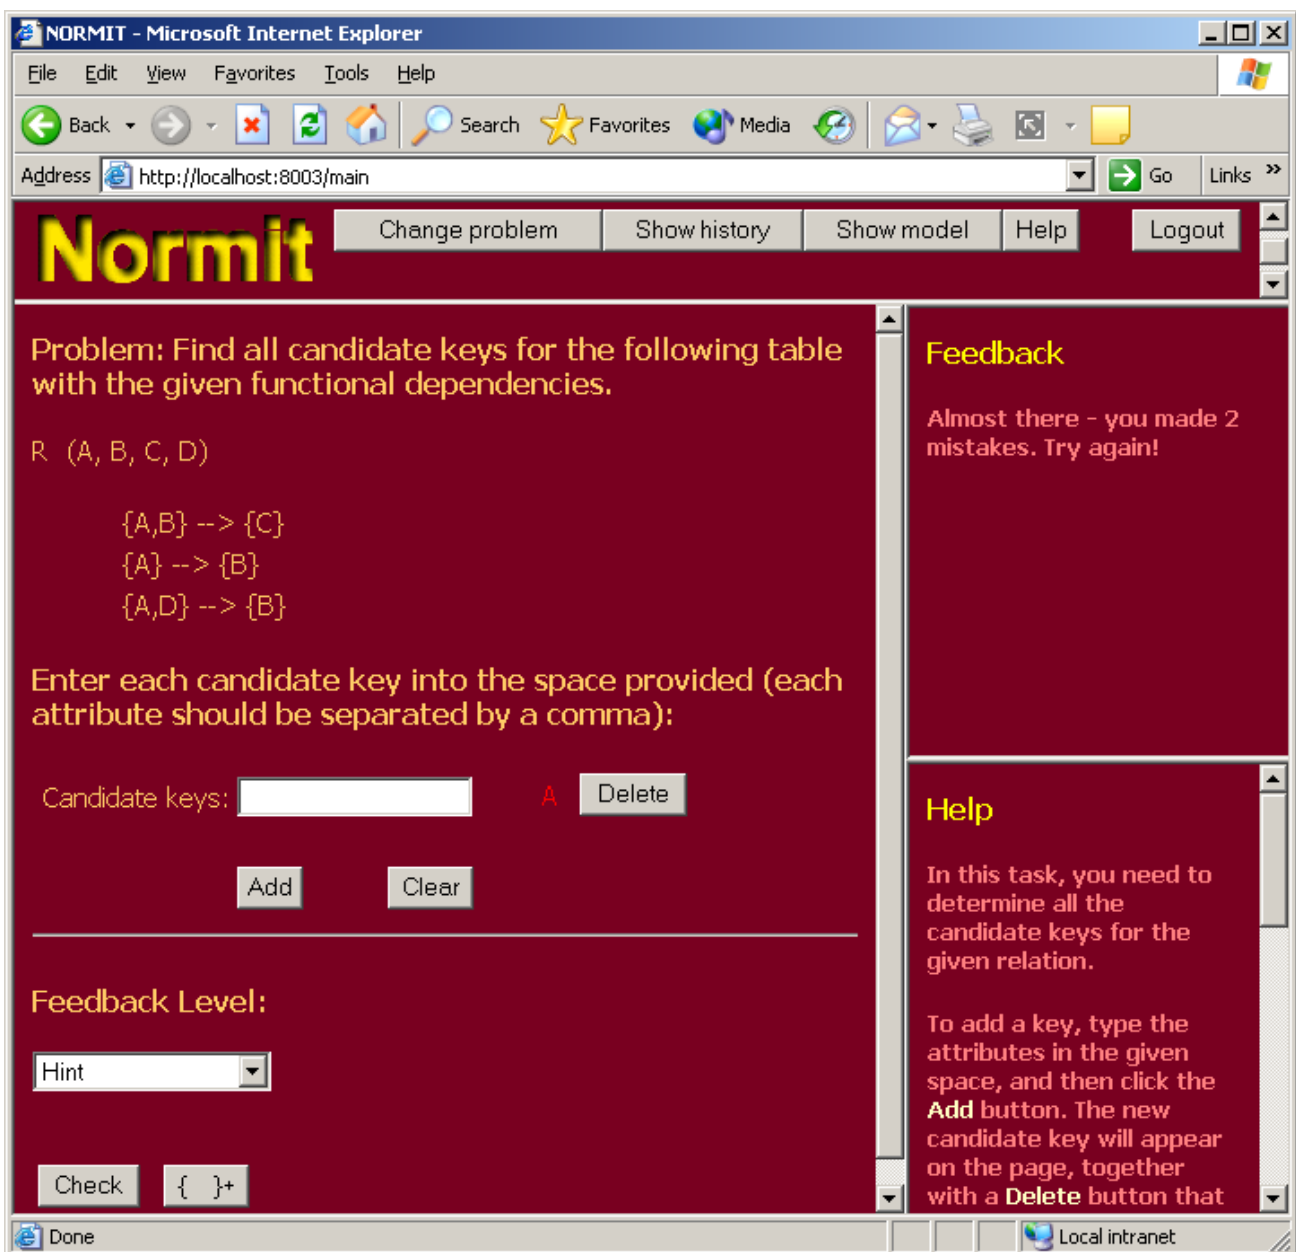 NORMIT - Microsoft Internet Explorer
File Edit View Favorites Tools Help
Back Search Favorites Media
Address http://localhost:8003/main Go Links »
Normit Change problem Show history Show model Help Logout
Problem: Find all candidate keys for the following table
with the given functional dependencies.
R (A, B, C, D)
{A,B} --> {C}
{A} --> {B}
{A,D} --> {B}
Enter each candidate key into the space provided (each
attribute should be separated by a comma):
Candidate keys: A Delete
Add Clear
Feedback Level:
Hint
Check { }+
Feedback
Almost there - you made 2
mistakes. Try again!
Help
In this task, you need to
determine all the
candidate keys for the
given relation.
To add a key, type the
attributes in the given
space, and then click the
Add button. The new
candidate key will appear
on the page, together
with a Delete button that
Done Local intranet